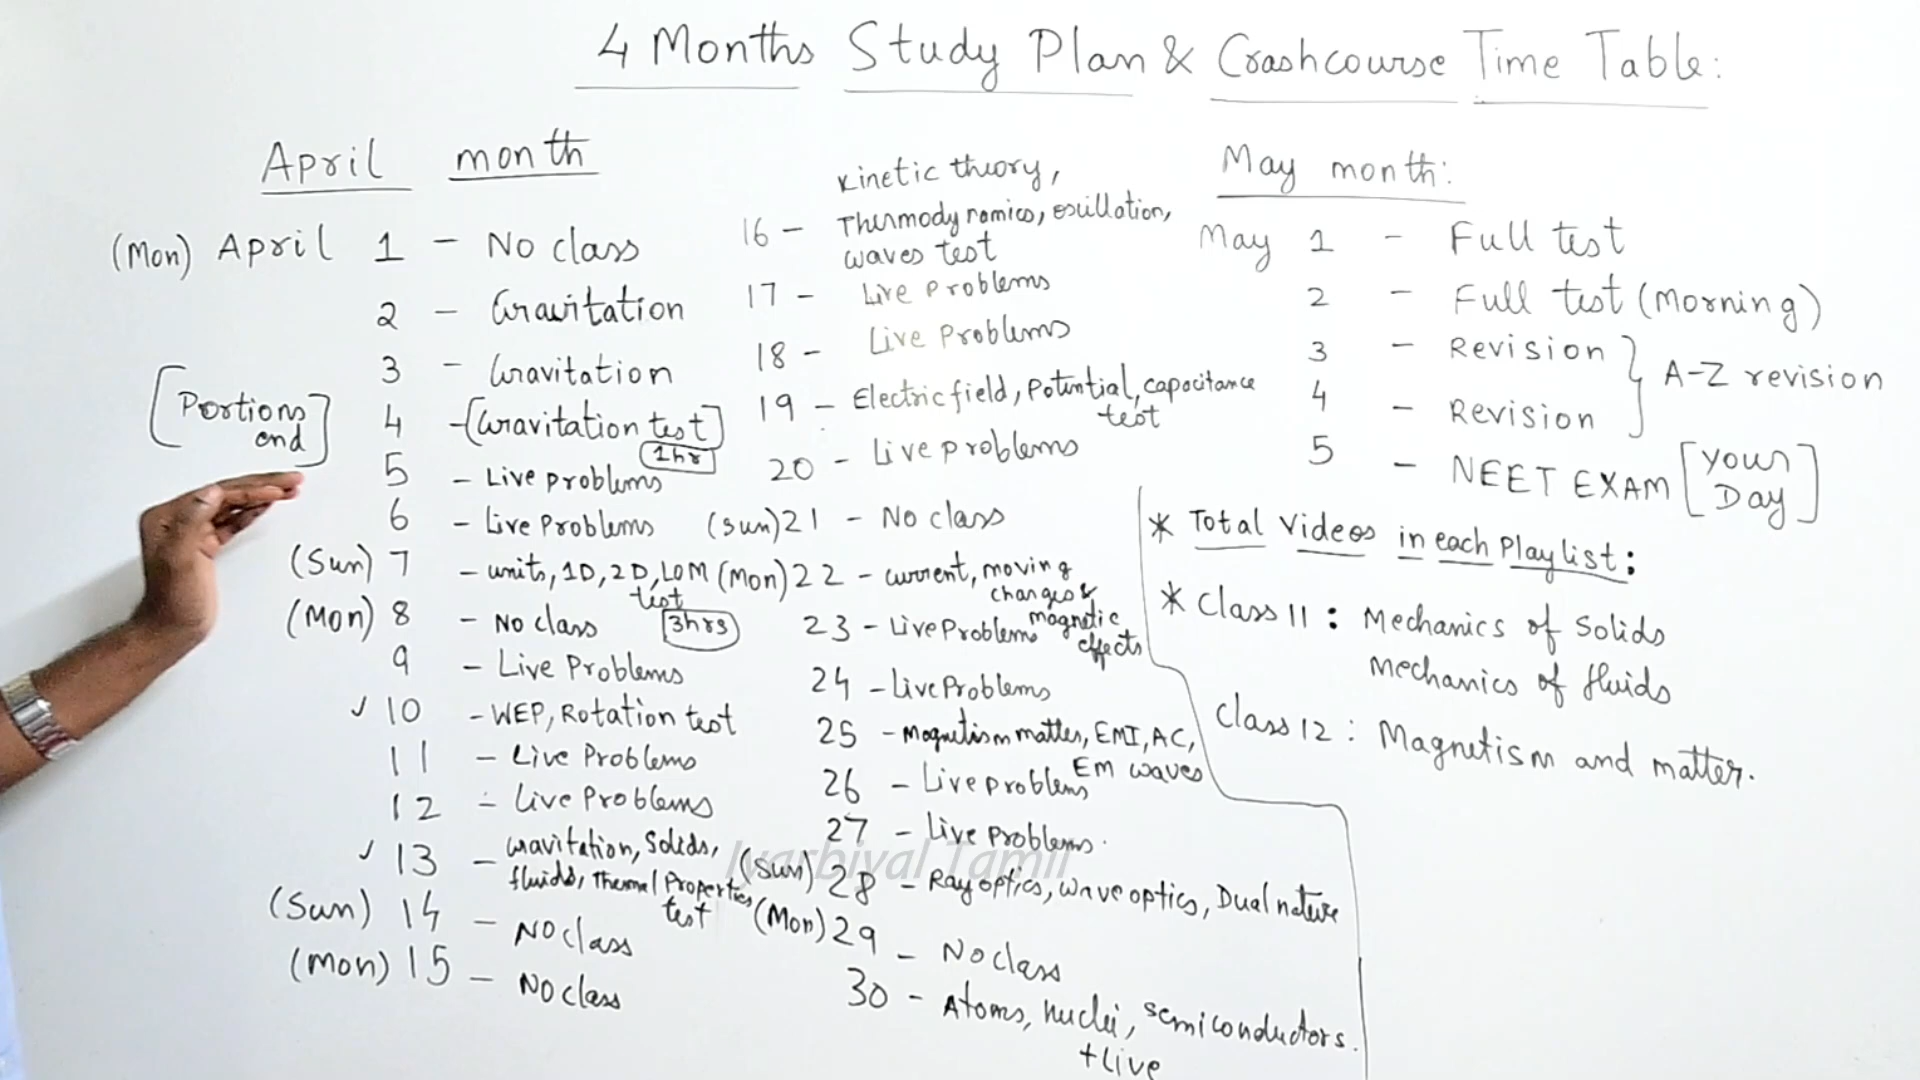 4 Months Study Plan & Crashcourse Time Table:
April month
(Mon) April 1 - No class
2 - Gravitation
3 - Gravitation
[Portions end] 4 - [Gravitation test] 1hr
5 - Live problems
6 - Live Problems
(Sun) 7 - units, 1D, 2D, LOM test 3hrs
(Mon) 8 - No class
9 - Live Problems
✓ 10 - WEP, Rotation test
11 - Live Problems
12 - Live Problems
✓ 13 - Gravitation, Solids,
fluids, Thermal Properties
test
(Sun) 14 - No class
(Mon) 15 - No class
Kinetic theory,
16 - Thermodynamics, oscillation,
waves test
17 - Live Problems
18 - Live Problems
19 - Electric field, Potential, capacitance
test
20 - Live problems
(sun) 21 - No class
(Mon) 22 - current, moving
charges &
magnetic
effects
23 - Live Problems
24 - Live Problems
25 - Magnetism matter, EMI, AC,
EM waves
26 - Live problems
27 - Live problems.
(Sun) 28 - Ray optics, wave optics, Dual nature
(Mon) 29 - No class
30 - Atoms, nuclei, semiconductors.
+ live
May month:
May 1 - Full test
2 - Full test (Morning)
3 - Revision
4 - Revision
A-Z revision
5 - NEET EXAM [Your Day]
* Total Videos in each Playlist:
* Class 11: Mechanics of Solids
Mechanics of fluids
Class 12: Magnetism and matter.
Iyarbiyal Tamil